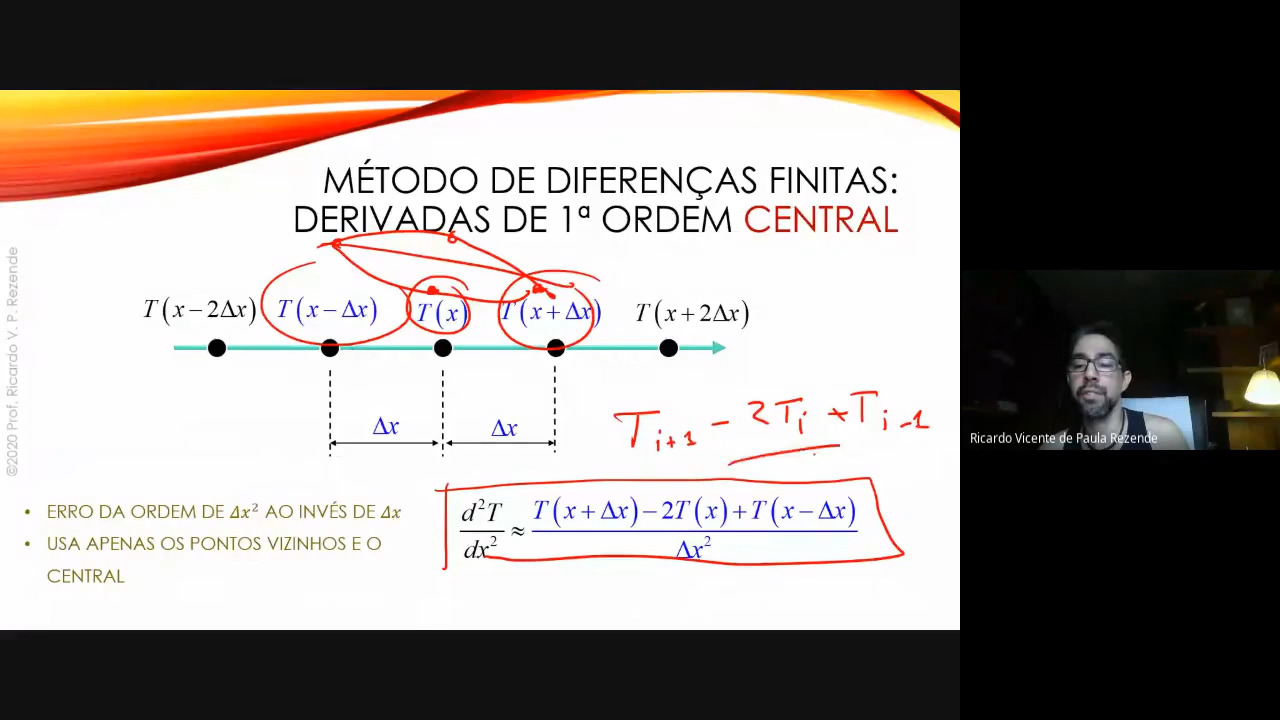 MÉTODO DE DIFERENÇAS FINITAS:
DERIVADAS DE 1ª ORDEM CENTRAL
T(x−2Δx) T(x−Δx) T(x) T(x+Δx) T(x+2Δx)
Δx Δx
T_{i+1} − 2T_i + T_{i−1}
d²T/dx² ≈ (T(x+Δx)−2T(x)+T(x−Δx))/Δx²
• ERRO DA ORDEM DE Δx² AO INVÉS DE Δx
• USA APENAS OS PONTOS VIZINHOS E O
CENTRAL
©2020 Prof. Ricardo V. P. Rezende
Ricardo Vicente de Paula Rezende